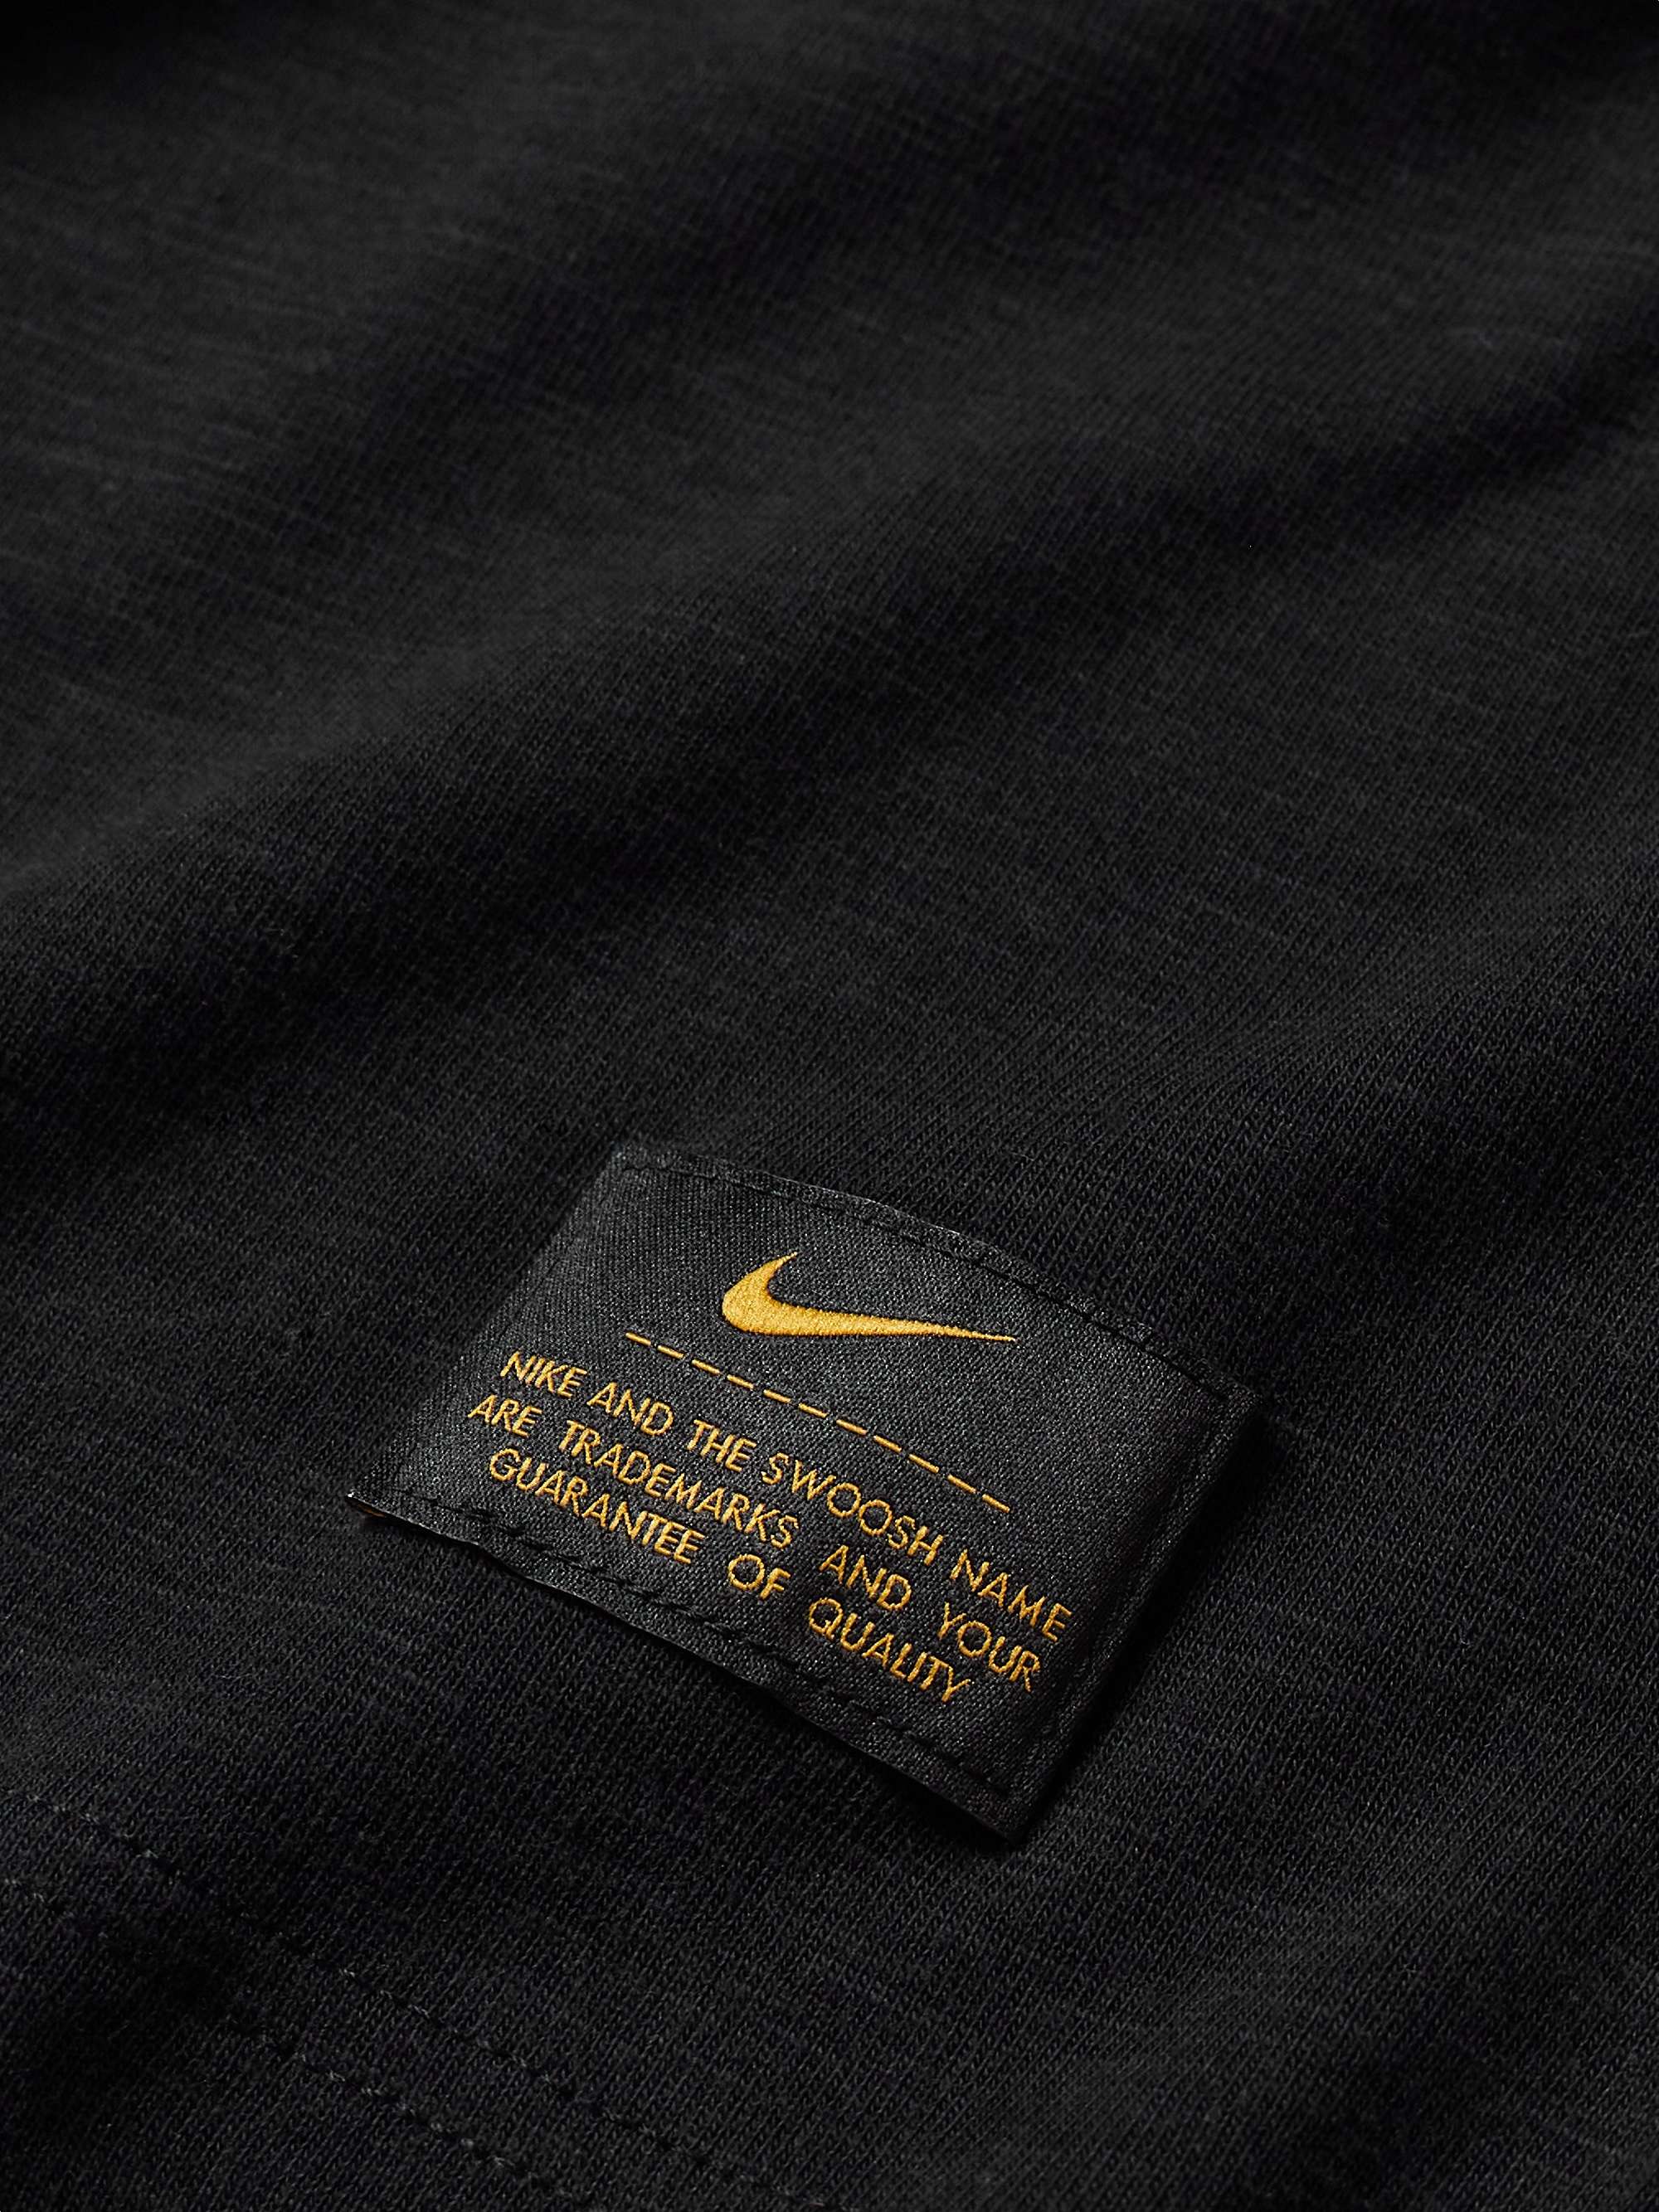 NIKE AND THE SWOOSH NAME
ARE TRADEMARKS AND YOUR
GUARANTEE OF QUALITY